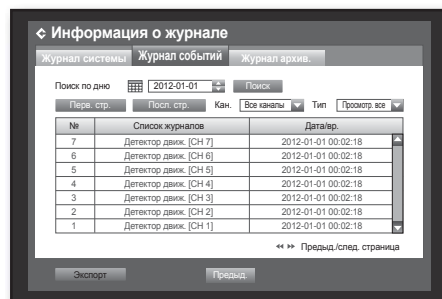 Информация о журнале
Журнал системы Журнал событий Журнал архив.
Поиск по дню 2012-01-01 Поиск
Перв. стр. Посл. стр. Кан. Все каналы Тип Просмотр. все
№ Список журналов Дата/вр.
7 Детектор движ. [CH 7] 2012-01-01 00:02:18
6 Детектор движ. [CH 6] 2012-01-01 00:02:18
5 Детектор движ. [CH 5] 2012-01-01 00:02:18
4 Детектор движ. [CH 4] 2012-01-01 00:02:18
3 Детектор движ. [CH 3] 2012-01-01 00:02:18
2 Детектор движ. [CH 2] 2012-01-01 00:02:18
1 Детектор движ. [CH 1] 2012-01-01 00:02:18
Предыд./след. страница
Экспорт Предыд.